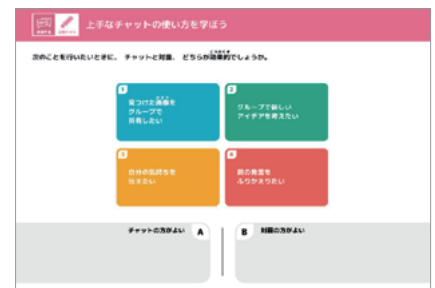 上手なチャットの使い方を学ぼう
次のことを行いたいときに、チャットと対面、どちらが効果的でしょうか。
1
見つけた画像を
グループで
共有したい
2
グループで新しい
アイデアを考えたい
3
自分の気持ちを
伝えたい
4
前の発言を
ふりかえりたい
チャットの方がよい A
B 対面の方がよい